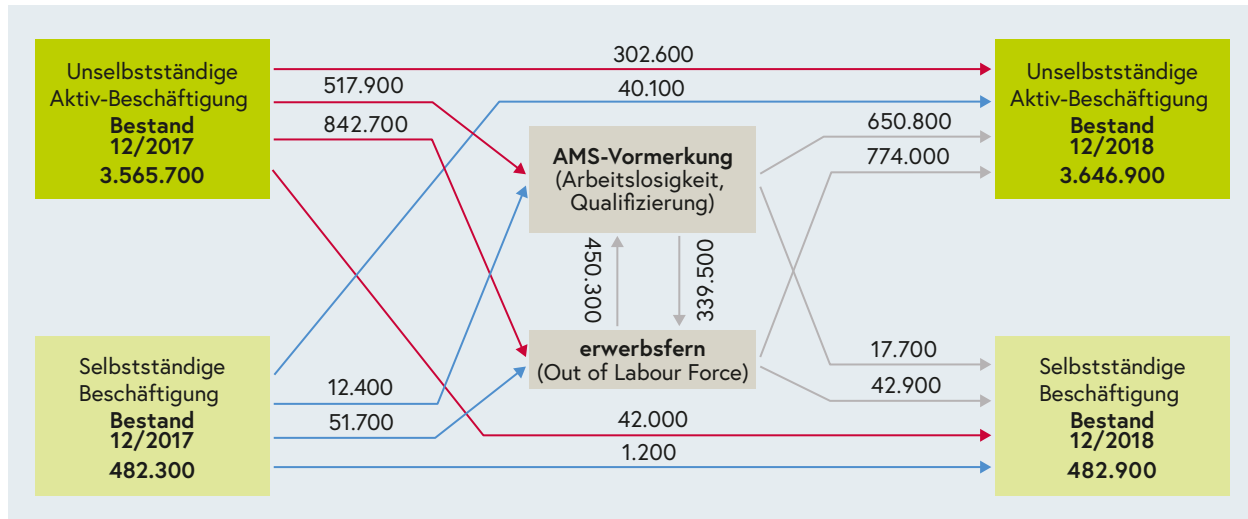 Unselbstständige
Aktiv-Beschäftigung
Bestand
12/2017
3.565.700
517.900
842.700
302.600
40.100
AMS-Vormerkung
(Arbeitslosigkeit,
Qualifizierung)
650.800
774.000
Unselbstständige
Aktiv-Beschäftigung
Bestand
12/2018
3.646.900
450.300
339.500
Selbstständige
Beschäftigung
Bestand
12/2017
482.300
12.400
51.700
erwerbsfern
(Out of Labour Force)
17.700
42.900
42.000
1.200
Selbstständige
Beschäftigung
Bestand
12/2018
482.900